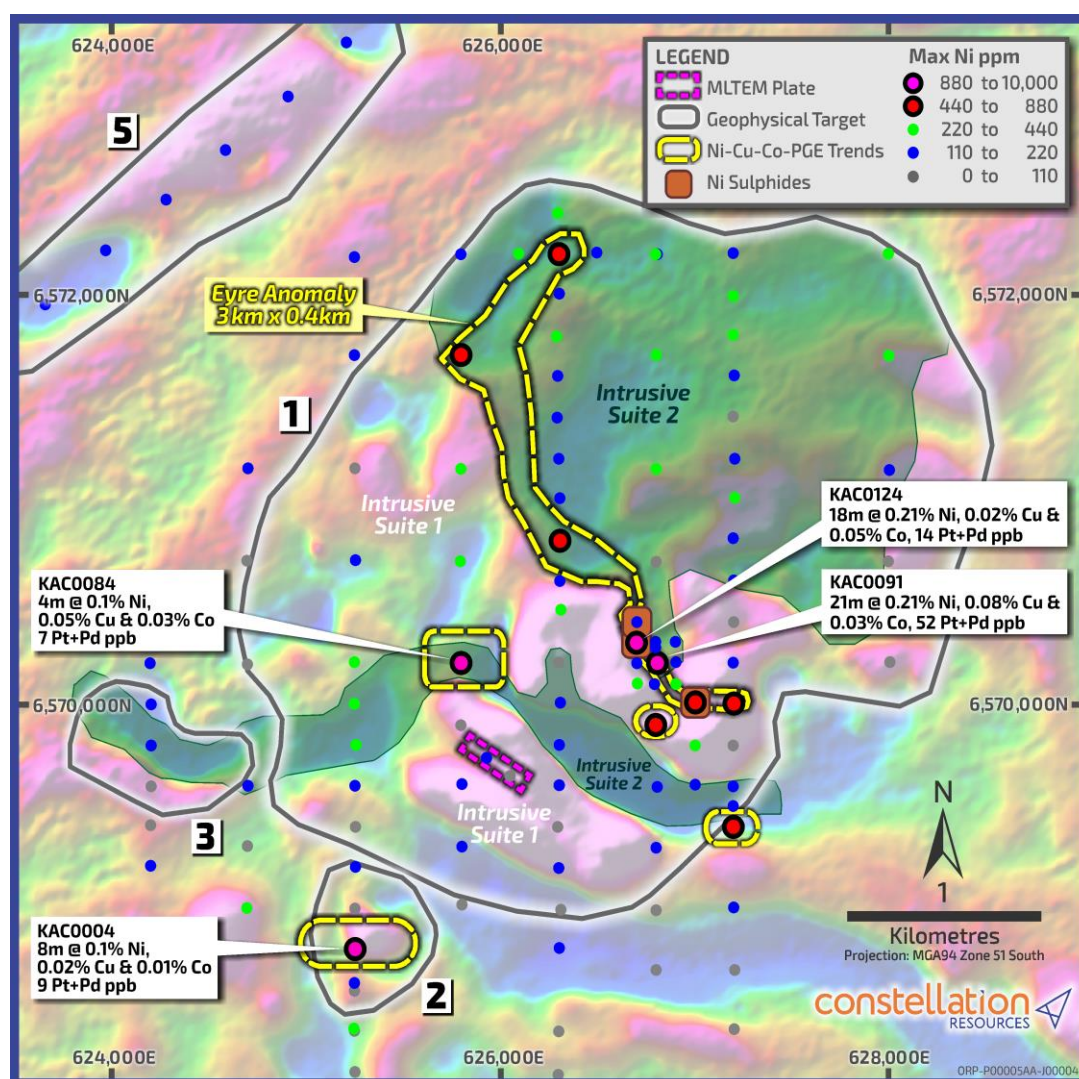 624,000E
626,000E
LEGEND
MLTEM Plate
Geophysical Target
Ni-Cu-Co-PGE Trends
Ni Sulphides
Max Ni ppm
880 to 10,000
440 to 880
220 to 440
110 to 220
0 to 110
5
6,572,000N
6,572,000N
Eyre Anomaly
3km x 0.4km
1
Intrusive
Suite 2
Intrusive
Suite 1
KAC0124
18m @ 0.21% Ni, 0.02% Cu &
0.05% Co, 14 Pt+Pd ppb
KAC0084
4m @ 0.1% Ni,
0.05% Cu & 0.03% Co
7 Pt+Pd ppb
KAC0091
21m @ 0.21% Ni, 0.08% Cu &
0.03% Co, 52 Pt+Pd ppb
6,570,000N
6,570,000N
Intrusive
Suite 2
Intrusive
Suite 1
3
N
1
Kilometres
Projection: MGA94 Zone 51 South
KAC0004
8m @ 0.1% Ni,
0.02% Cu & 0.01% Co
9 Pt+Pd ppb
2
constellation
RESOURCES
624,000E
626,000E
628,000E
ORP-P00005AA-J00004